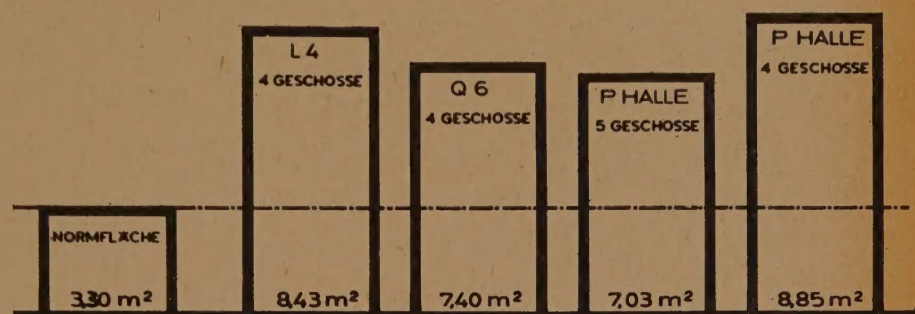 NORMFLÄCHE
3,30 m²
L 4
4 GESCHOSSE
8,43 m²
Q 6
4 GESCHOSSE
7,40 m²
P HALLE
5 GESCHOSSE
7,03 m²
P HALLE
4 GESCHOSSE
8,85 m²